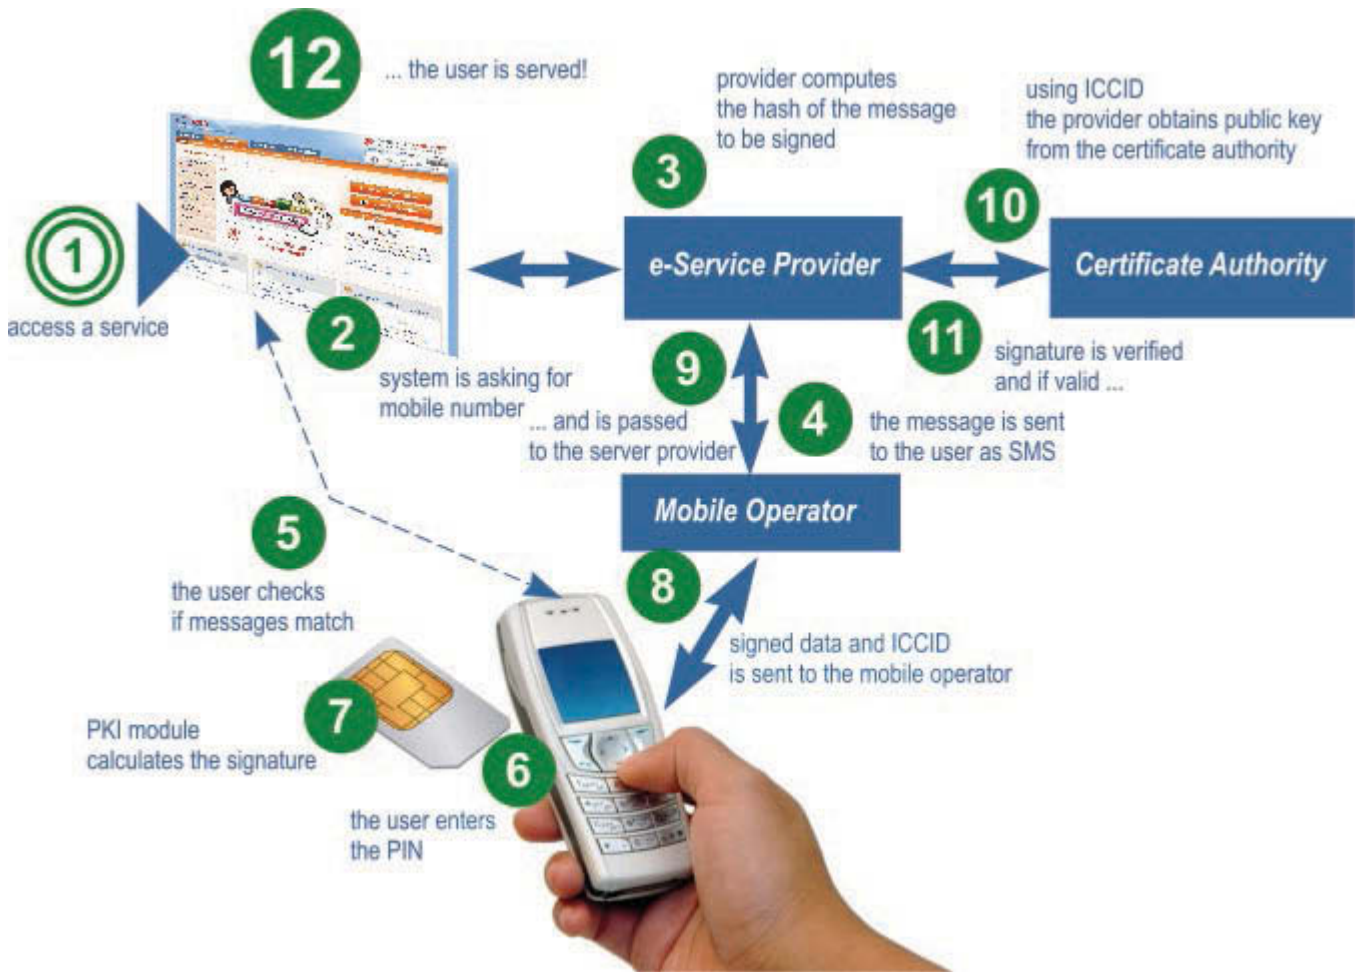 12
... the user is served!
provider computes
the hash of the message
to be signed
using ICCID
the provider obtains public key
from the certificate authority
3
10
1
access a service
e-Service Provider
Certificate Authority
2
system is asking for
mobile number
9
... and is passed
to the server provider
4
the message is sent
to the user as SMS
11
signature is verified
and if valid ...
Mobile Operator
5
the user checks
if messages match
8
signed data and ICCID
is sent to the mobile operator
7
PKI module
calculates the signature
6
the user enters
the PIN